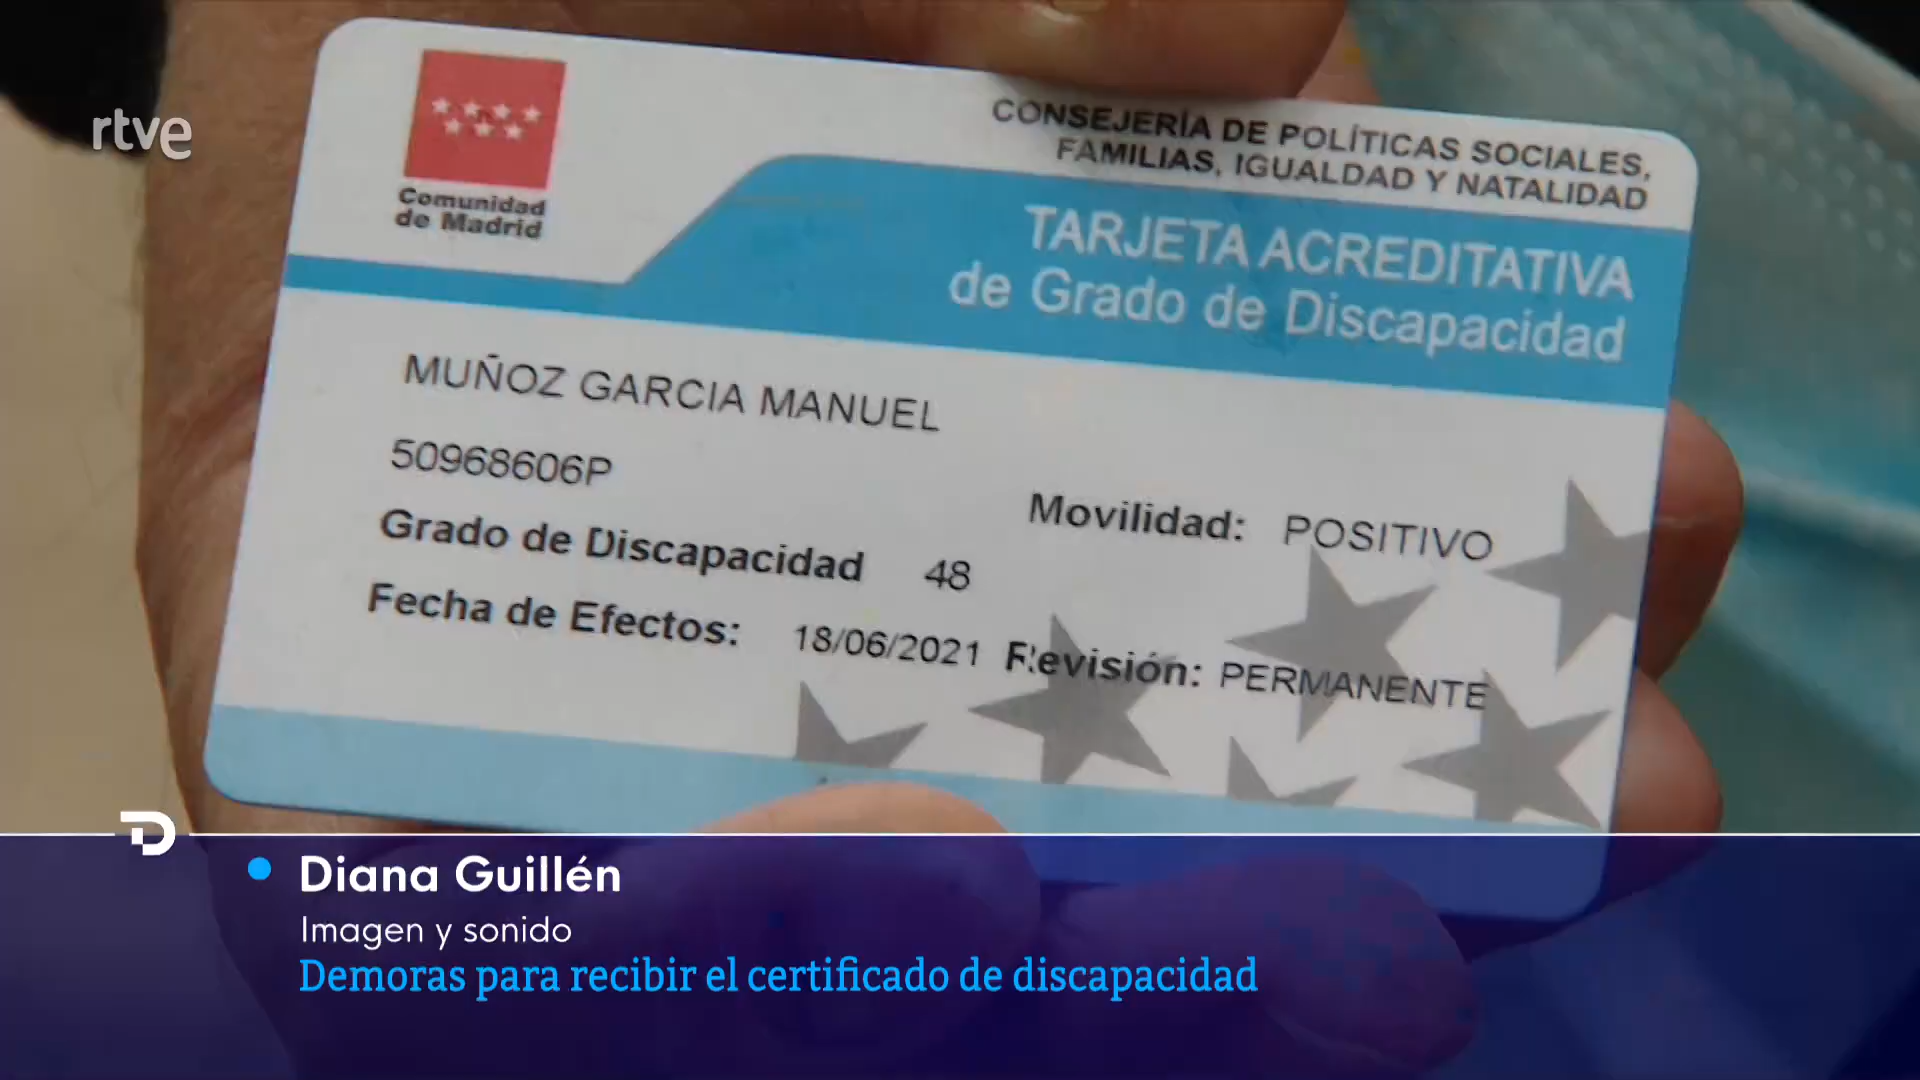 rtve
Comunidad
de Madrid
CONSEJERÍA DE POLÍTICAS SOCIALES,
FAMILIAS, IGUALDAD Y NATALIDAD
TARJETA ACREDITATIVA
de Grado de Discapacidad
MUÑOZ GARCIA MANUEL
50968606P
Movilidad: POSITIVO
Grado de Discapacidad 48
Fecha de Efectos: 18/06/2021 Revisión: PERMANENTE
Diana Guillén
Imagen y sonido
Demoras para recibir el certificado de discapacidad